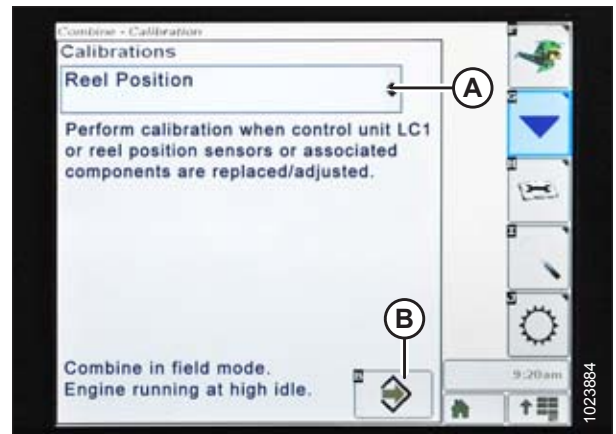 Combine - Calibration
Calibrations
Reel Position
A
Perform calibration when control unit LC1
or reel position sensors or associated
components are replaced/adjusted.
B
Combine in field mode.
Engine running at high idle.
9:20am
1023884